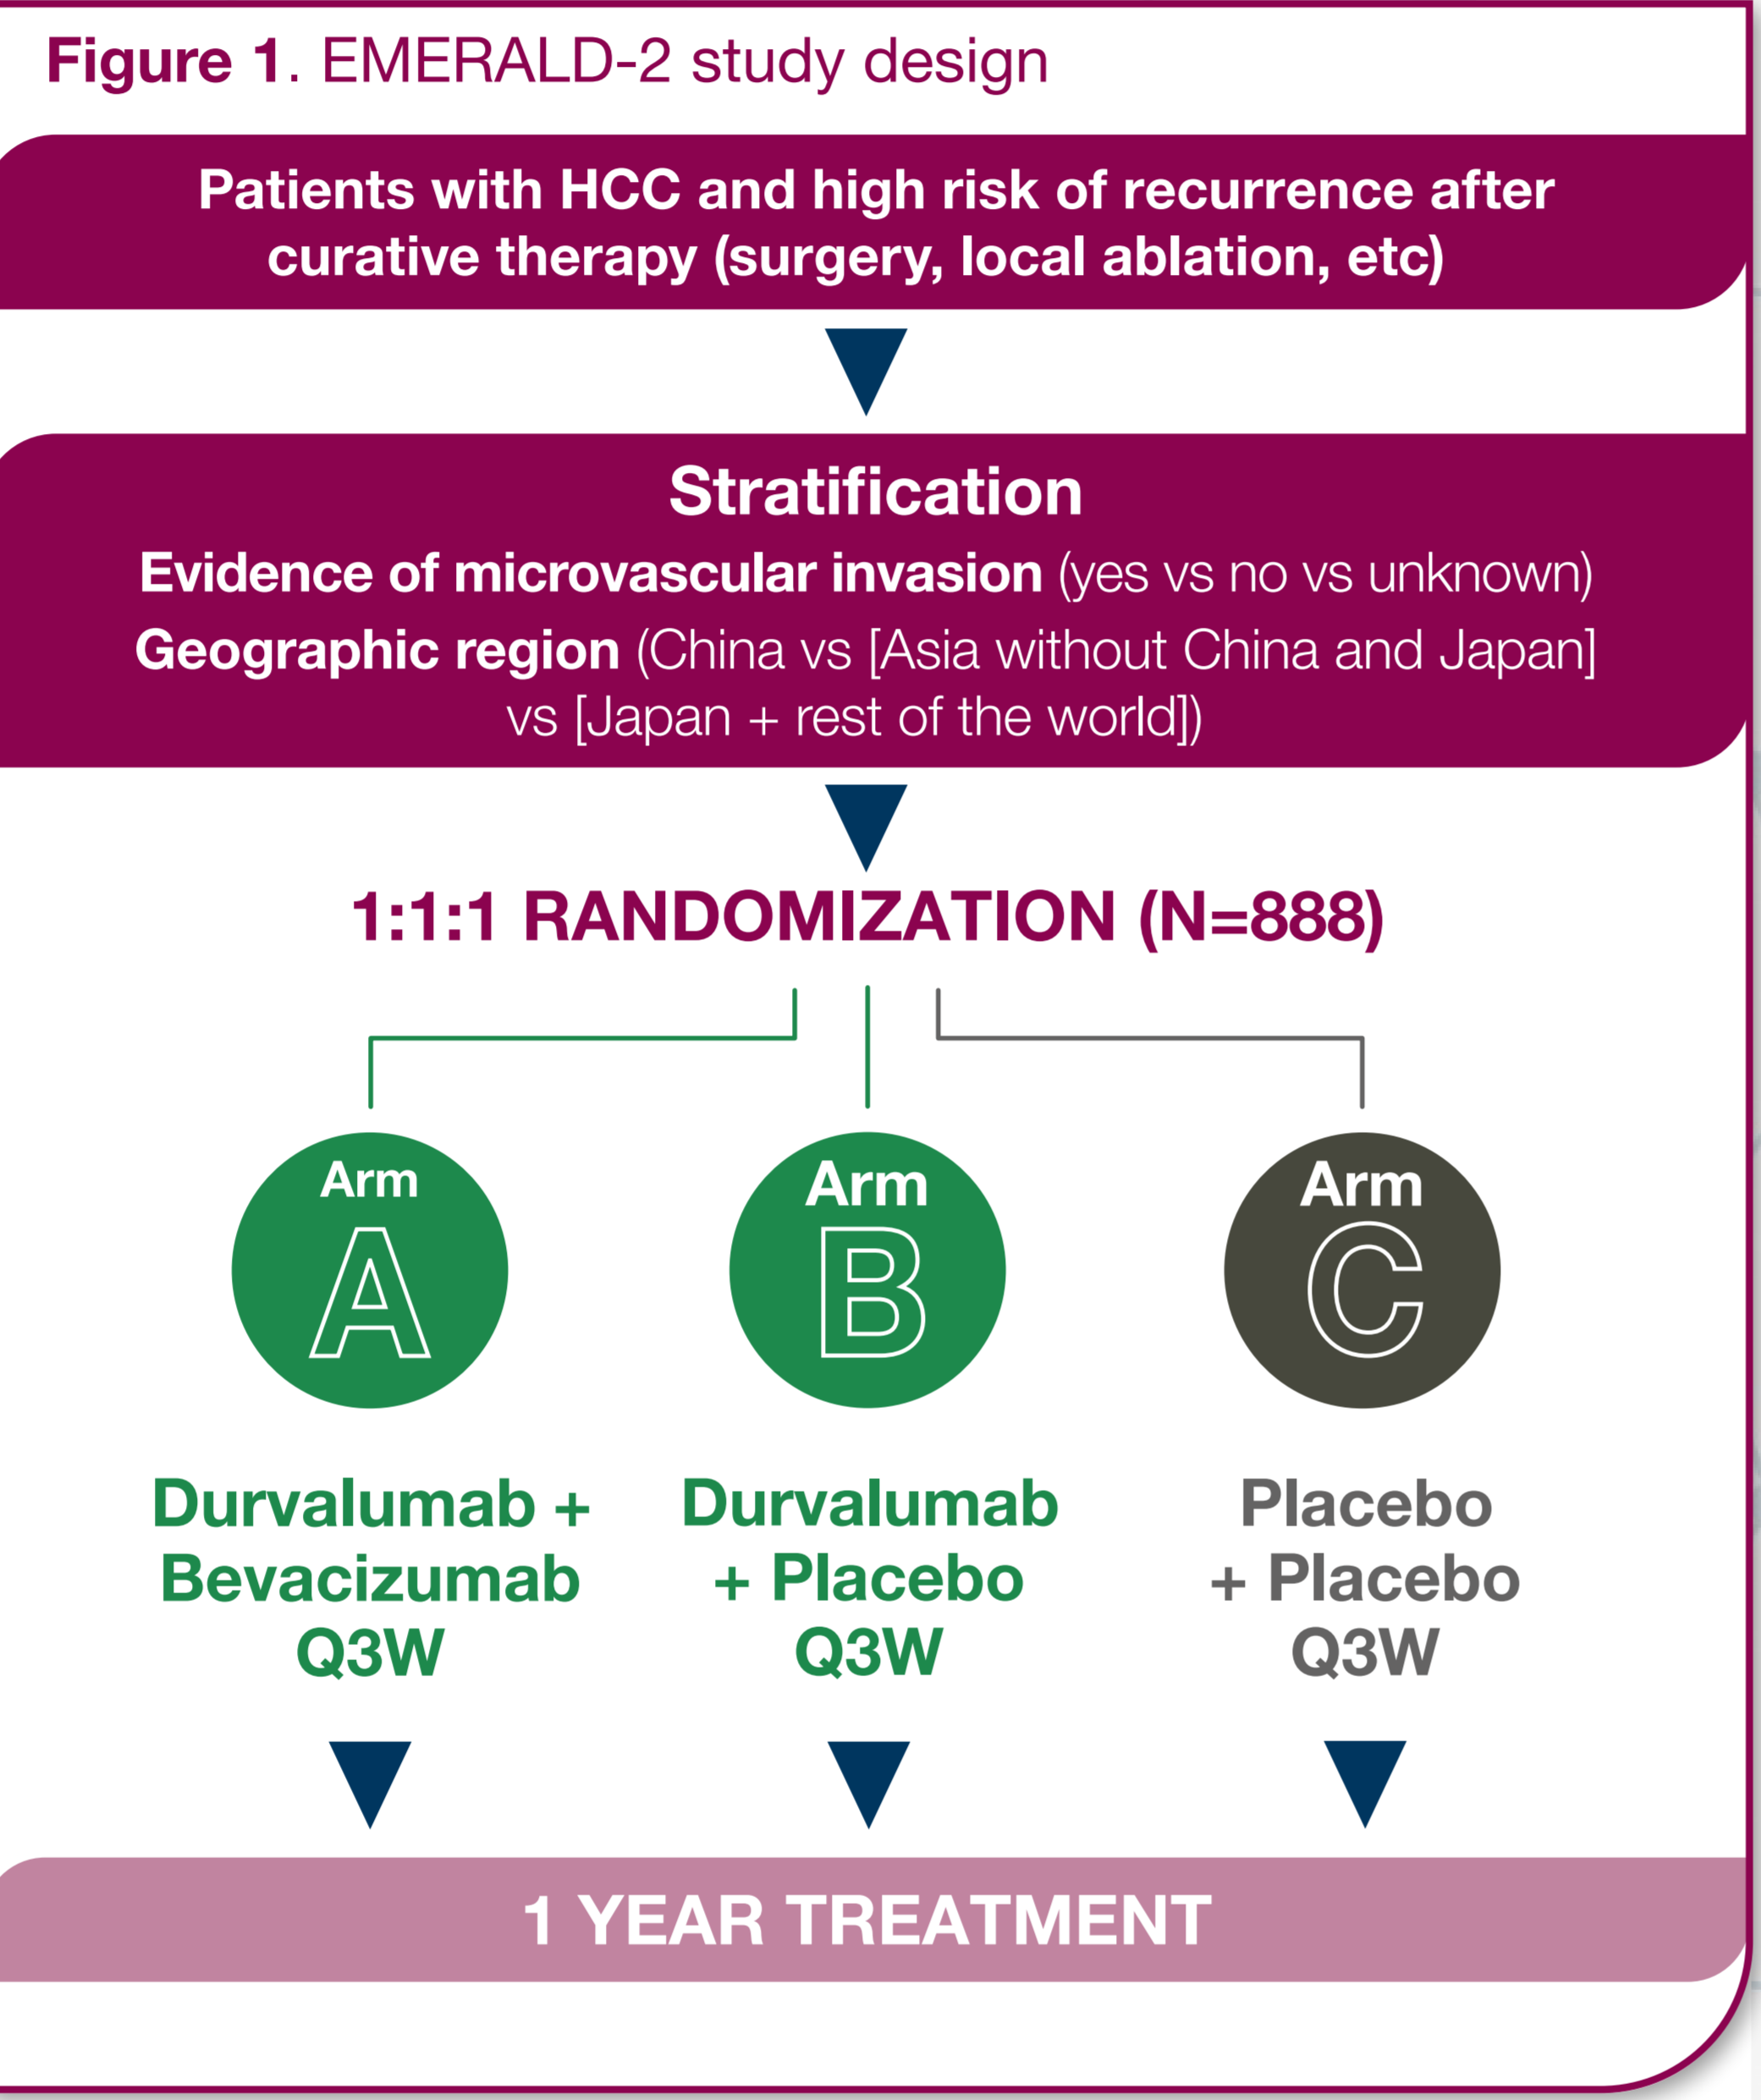 Figure 1. EMERALD-2 study design
Patients with HCC and high risk of recurrence after
curative therapy (surgery, local ablation, etc)
Stratification
Evidence of microvascular invasion (yes vs no vs unknown)
Geographic region (China vs [Asia without China and Japan]
vs [Japan + rest of the world])
1:1:1 RANDOMIZATION (N=888)
Arm
A
Durvalumab +
Bevacizumab
Q3W
Arm
B
Durvalumab
+ Placebo
Q3W
Arm
C
Placebo
+ Placebo
Q3W
1 YEAR TREATMENT